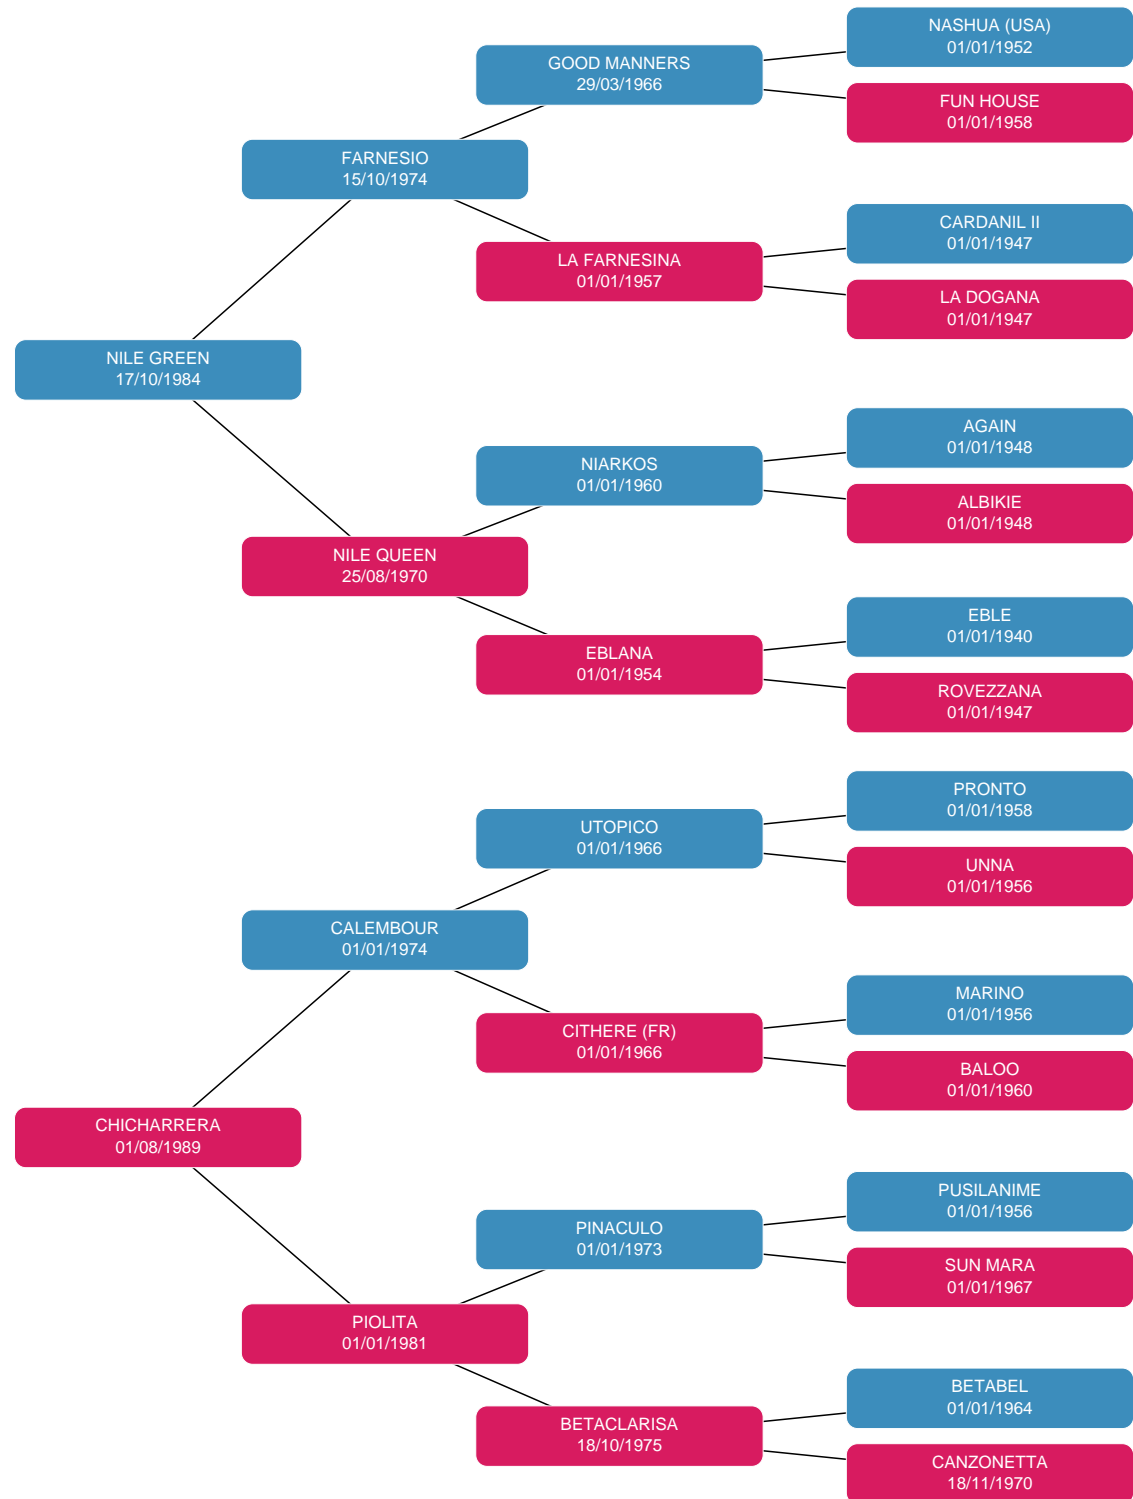 NASHUA (USA)
01/01/1952
GOOD MANNERS
29/03/1966
FUN HOUSE
01/01/1958
FARNESIO
15/10/1974
CARDANIL II
01/01/1947
LA FARNESINA
01/01/1957
LA DOGANA
01/01/1947
NILE GREEN
17/10/1984
AGAIN
01/01/1948
NIARKOS
01/01/1960
ALBIKIE
01/01/1948
NILE QUEEN
25/08/1970
EBLE
01/01/1940
EBLANA
01/01/1954
ROVEZZANA
01/01/1947
PRONTO
01/01/1958
UTOPICO
01/01/1966
UNNA
01/01/1956
CALEMBOUR
01/01/1974
MARINO
01/01/1956
CITHERE (FR)
01/01/1966
BALOO
01/01/1960
CHICHARRERA
01/08/1989
PUSILANIME
01/01/1956
PINACULO
01/01/1973
SUN MARA
01/01/1967
PIOLITA
01/01/1981
BETABEL
01/01/1964
BETACLARISA
18/10/1975
CANZONETTA
18/11/1970